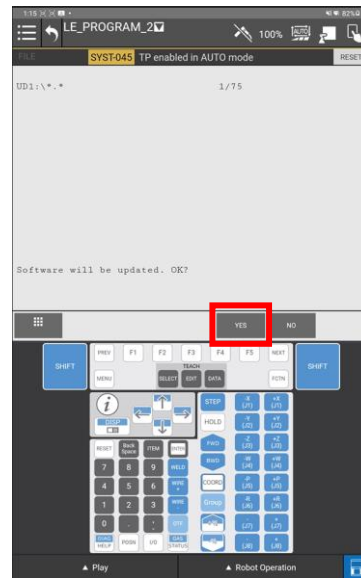 1:15
82%
LE_PROGRAM_2
100%
AUTO
FILE
SYST-045 TP enabled in AUTO mode
RESET
UD1:\*.*
1/75
Software will be updated. OK?
YES
NO
SHIFT
PREV
F1
F2
F3
F4
F5
NEXT
SHIFT
TEACH
MENU
SELECT
EDIT
DATA
FCTN
i
DISP
STEP
-X (J1)
+X (J1)
HOLD
-Y (J2)
+Y (J2)
FWD
-Z (J3)
+Z (J3)
RESET
Back Space
ITEM
ENTER
BWD
-W (J4)
+W (J4)
7
8
9
WELD
COORD
-P (J5)
+P (J5)
4
5
6
WIRE +
Group
-R (J6)
+R (J6)
1
2
3
WIRE -
- (J7)
+ (J7)
0
OTF
- (J8)
+ (J8)
DIAG HELP
POSN
I/O
GAS STATUS
Play
Robot Operation